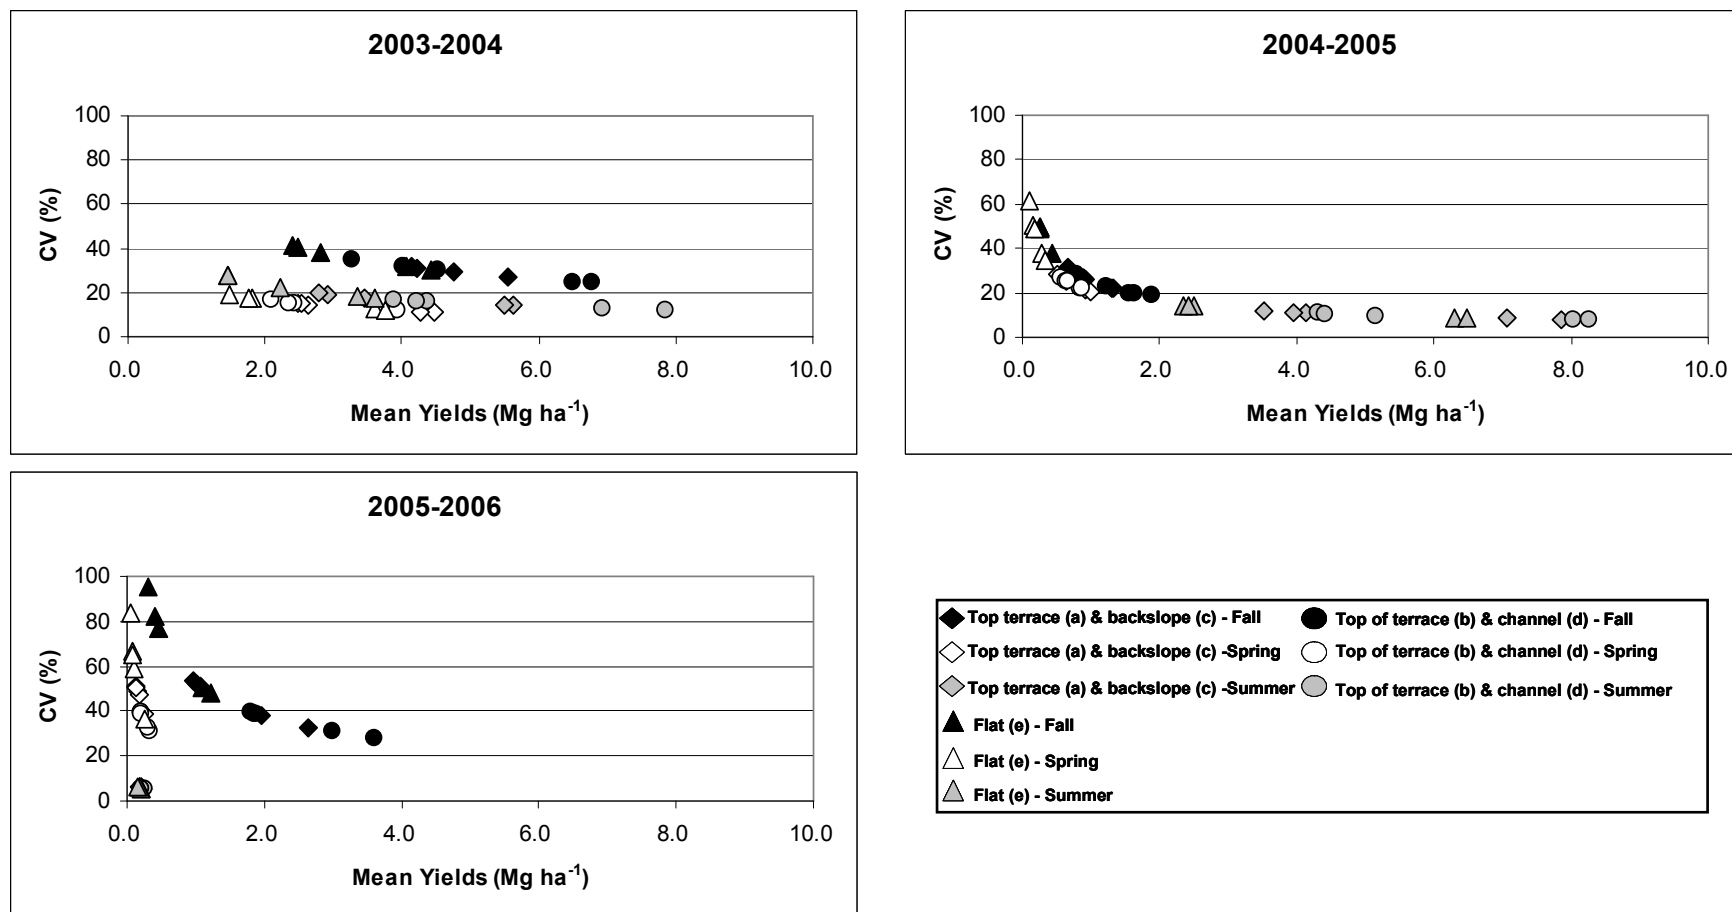 2003-2004
100
80
60
40
20
0
CV (%)
0.0 2.0 4.0 6.0 8.0 10.0
Mean Yields (Mg ha⁻¹)
2004-2005
100
80
60
40
20
0
CV (%)
0.0 2.0 4.0 6.0 8.0 10.0
Mean Yields (Mg ha⁻¹)
2005-2006
100
80
60
40
20
0
CV (%)
0.0 2.0 4.0 6.0 8.0 10.0
Mean Yields (Mg ha⁻¹)
Top terrace (a) & backslope (c) - Fall
Top of terrace (b) & channel (d) - Fall
Top terrace (a) & backslope (c) -Spring
Top of terrace (b) & channel (d) - Spring
Top terrace (a) & backslope (c) -Summer
Top of terrace (b) & channel (d) - Summer
Flat (e) - Fall
Flat (e) - Spring
Flat (e) - Summer